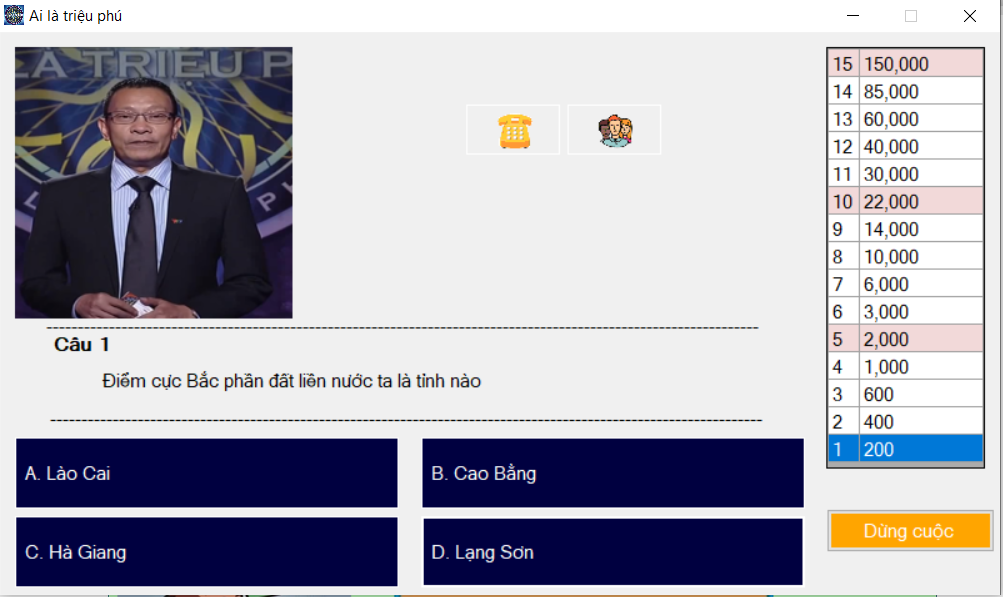 Ai là triệu phú
LÀ TRIỆU P
15 150,000
14 85,000
13 60,000
12 40,000
11 30,000
10 22,000
9 14,000
8 10,000
7 6,000
6 3,000
5 2,000
4 1,000
3 600
2 400
1 200
Câu 1
Điểm cực Bắc phần đất liền nước ta là tỉnh nào
A. Lào Cai
B. Cao Bằng
C. Hà Giang
D. Lạng Sơn
Dừng cuộc